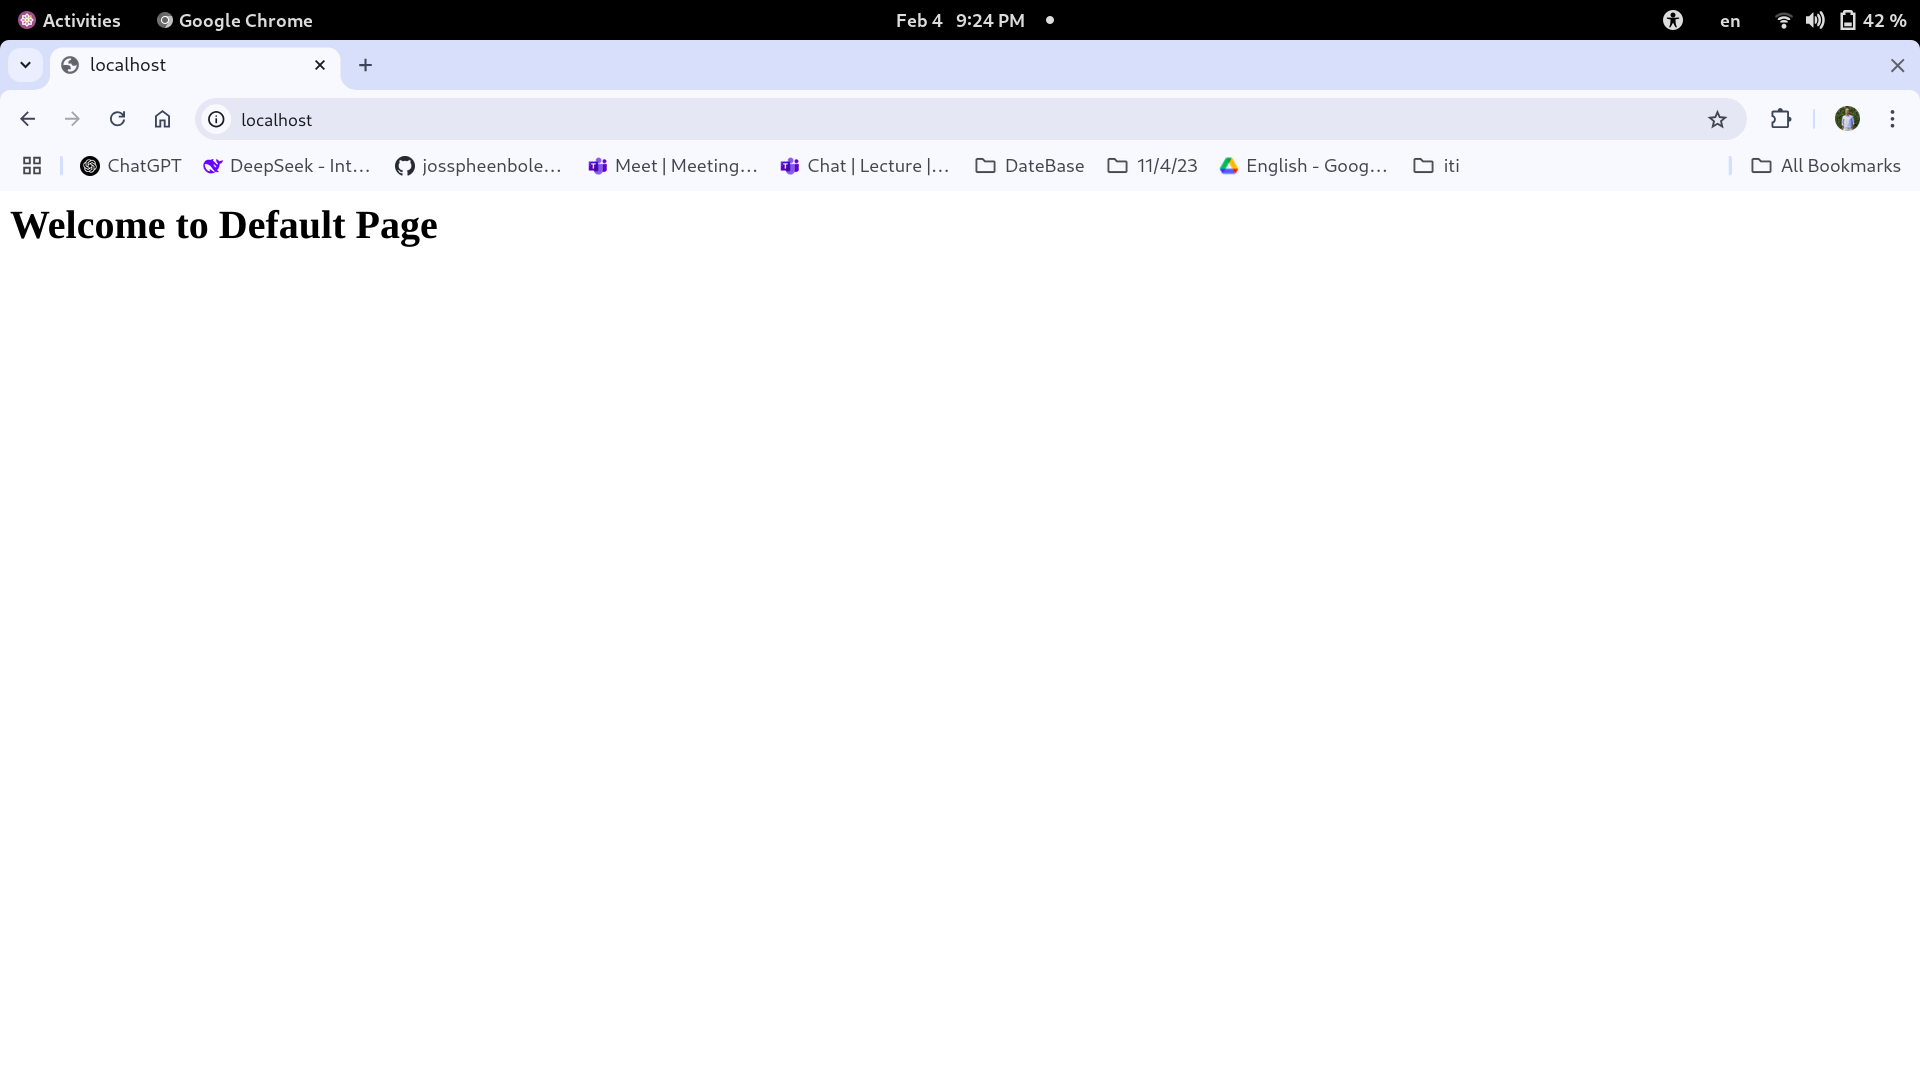 Activities Google Chrome Feb 4 9:24 PM en 42 %
localhost
localhost
ChatGPT DeepSeek - Int... josspheenbole... Meet | Meeting... Chat | Lecture |... DateBase 11/4/23 English - Goog... iti All Bookmarks
Welcome to Default Page